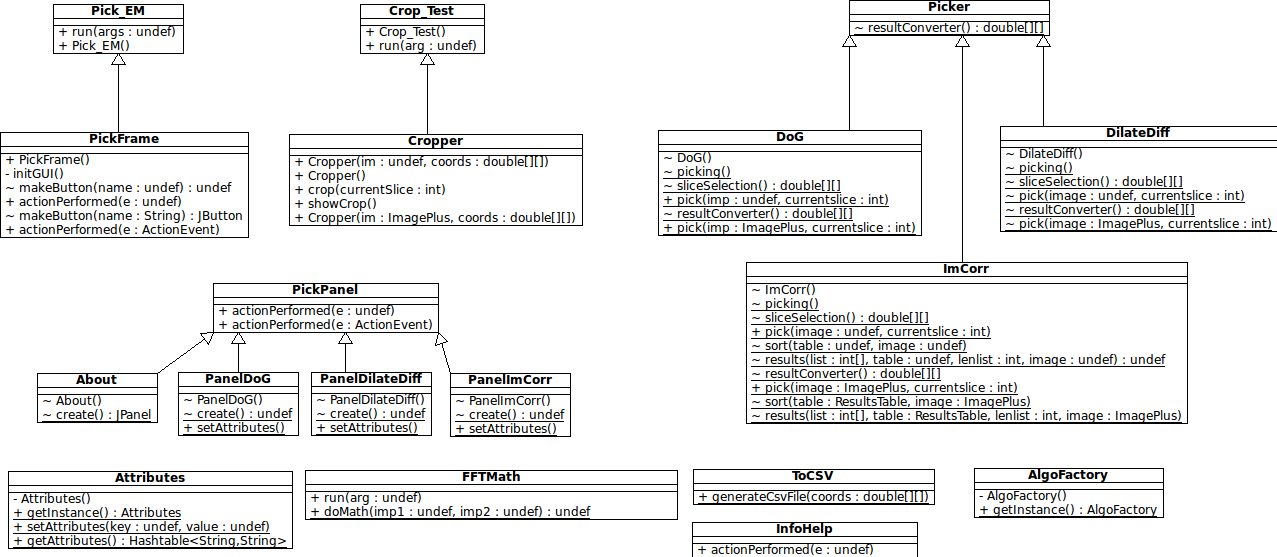 Pick_EM
+ run(args : undef)
+ Pick_EM()
Crop_Test
+ Crop_Test()
+ run(arg : undef)
Picker
~ resultConverter() : double[][]
PickFrame
+ PickFrame()
- initGUI()
~ makeButton(name : undef) : undef
+ actionPerformed(e : undef)
~ makeButton(name : String) : JButton
+ actionPerformed(e : ActionEvent)
Cropper
+ Cropper(im : undef, coords : double[][])
+ Cropper()
+ crop(currentSlice : int)
+ showCrop()
+ Cropper(im : ImagePlus, coords : double[][])
DoG
~ DoG()
~ picking()
~ sliceSelection() : double[][]
+ pick(imp : undef, currentslice : int)
~ resultConverter() : double[][]
+ pick(imp : ImagePlus, currentslice : int)
DilateDiff
~ DilateDiff()
~ picking()
~ sliceSelection() : double[][]
~ pick(image : undef, currentslice : int)
~ resultConverter() : double[][]
~ pick(image : ImagePlus, currentslice : int)
ImCorr
~ ImCorr()
~ picking()
~ sliceSelection() : double[][]
+ pick(image : undef, currentslice : int)
~ sort(table : undef, image : undef)
~ results(list : int[], table : undef, lenlist : int, image : undef) : undef
~ resultConverter() : double[][]
+ pick(image : ImagePlus, currentslice : int)
~ sort(table : ResultsTable, image : ImagePlus)
~ results(list : int[], table : ResultsTable, lenlist : int, image : ImagePlus)
PickPanel
+ actionPerformed(e : undef)
+ actionPerformed(e : ActionEvent)
About
~ About()
~ create() : JPanel
PanelDoG
~ PanelDoG()
~ create() : undef
+ setAttributes()
PanelDilateDiff
~ PanelDilateDiff()
~ create() : undef
+ setAttributes()
PanelImCorr
~ PanelImCorr()
~ create() : undef
+ setAttributes()
Attributes
- Attributes()
+ getInstance() : Attributes
+ setAttributes(key : undef, value : undef)
+ getAttributes() : Hashtable<String,String>
FFTMath
+ run(arg : undef)
+ doMath(imp1 : undef, imp2 : undef) : undef
ToCSV
+ generateCsvFile(coords : double[][])
AlgoFactory
- AlgoFactory()
+ getInstance() : AlgoFactory
InfoHelp
+ actionPerformed(e : undef)